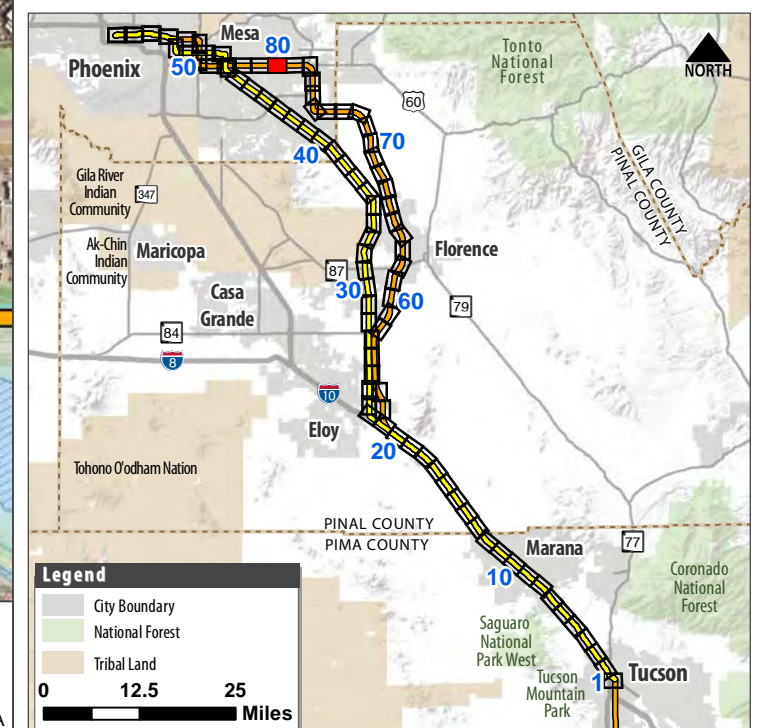 Mesa
80
Tonto
National
Forest
NORTH
Phoenix
50
60
70
40
GILA COUNTY
PINAL COUNTY
Gila River
Indian
Community
347
Ak-Chin
Indian
Community
Maricopa
Florence
87
Casa
Grande
30
60
79
84
8
10
Eloy
20
Tohono O'odham Nation
PINAL COUNTY
PIMA COUNTY
Marana
77
10
Coronado
National
Forest
Legend
City Boundary
National Forest
Tribal Land
Saguaro
National
Park West
Tucson
Mountain
Park
1
Tucson
0 12.5 25
Miles
A